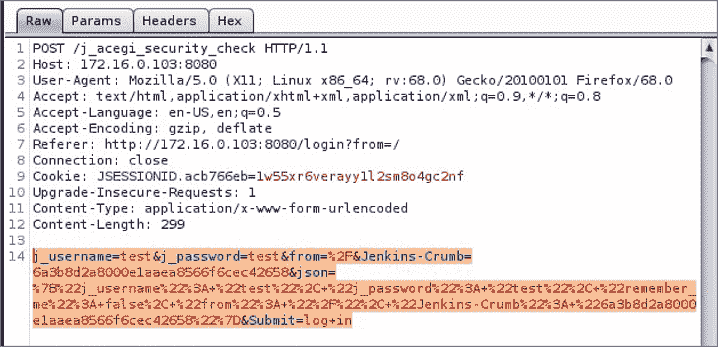 Raw Params Headers Hex
1 POST /j_acegi_security_check HTTP/1.1
2 Host: 172.16.0.103:8080
3 User-Agent: Mozilla/5.0 (X11; Linux x86_64; rv:68.0) Gecko/20100101 Firefox/68.0
4 Accept: text/html,application/xhtml+xml,application/xml;q=0.9,*/*;q=0.8
5 Accept-Language: en-US,en;q=0.5
6 Accept-Encoding: gzip, deflate
7 Referer: http://172.16.0.103:8080/login?from=/
8 Connection: close
9 Cookie: JSESSIONID.acb766eb=1w55xr6verayy1l2sm8o4gc2nf
10 Upgrade-Insecure-Requests: 1
11 Content-Type: application/x-www-form-urlencoded
12 Content-Length: 299
13
14 j_username=test&j_password=test&from=%2F&Jenkins-Crumb=
6a3b8d2a8000e1aaea8566f6cec42658&json=
%7B%22j_username%22%3A+%22test%22%2C+%22j_password%22%3A+%22test%22%2C+%22remember_
me%22%3A+false%2C+%22from%22%3A+%22%2F%22%2C+%22Jenkins-Crumb%22%3A+%226a3b8d2a8000
e1aaea8566f6cec42658%22%7D&Submit=log+in